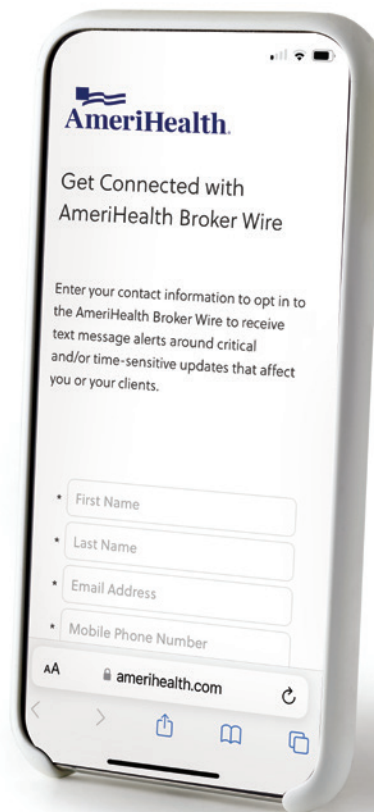 AmeriHealth.
Get Connected with
AmeriHealth Broker Wire
Enter your contact information to opt in to
the AmeriHealth Broker Wire to receive
text message alerts around critical
and/or time-sensitive updates that affect
you or your clients.
* First Name
* Last Name
* Email Address
* Mobile Phone Number
AA amerihealth.com